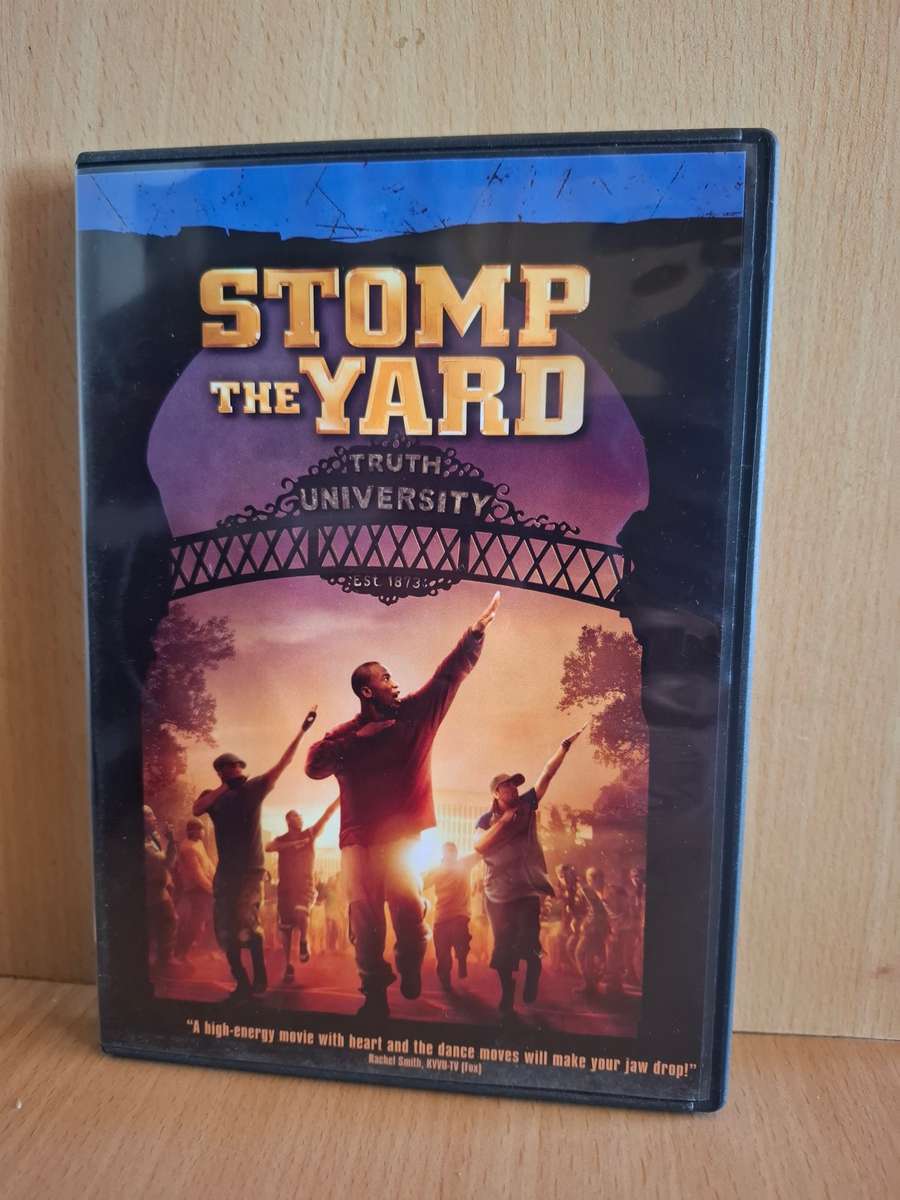 STOMP
THE YARD
TRUTH
UNIVERSITY
EST. 1873
"A high-energy movie with heart and the dance moves will make your jaw drop!"
Rachel Smith, KVVU-TV (Fox)